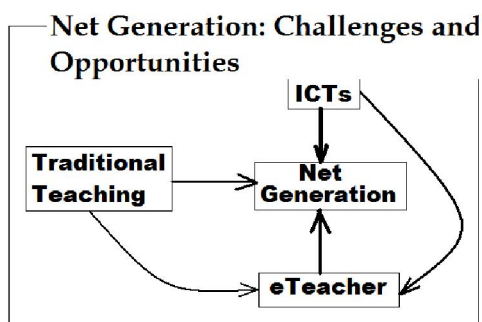 Net Generation: Challenges and
Opportunities
ICTs
Traditional
Teaching
Net
Generation
eTeacher